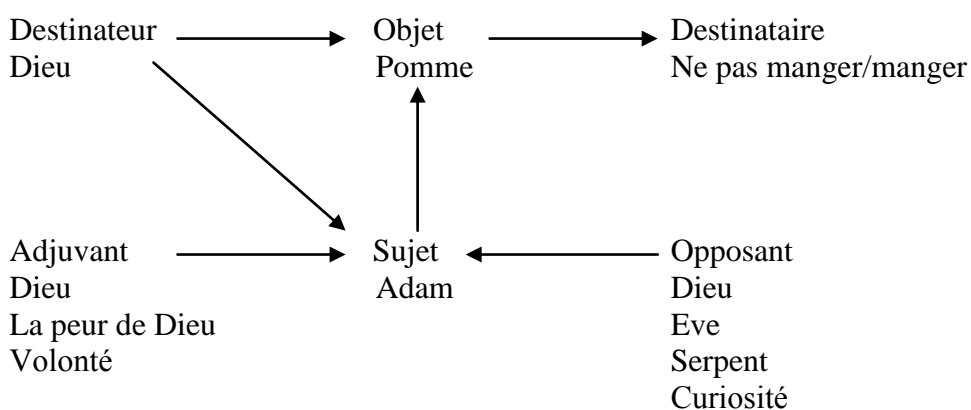 Destinateur Objet Destinataire
Dieu Pomme Ne pas manger/manger
Adjuvant Sujet Opposant
Dieu Adam Dieu
La peur de Dieu Eve
Volonté Serpent
Curiosité